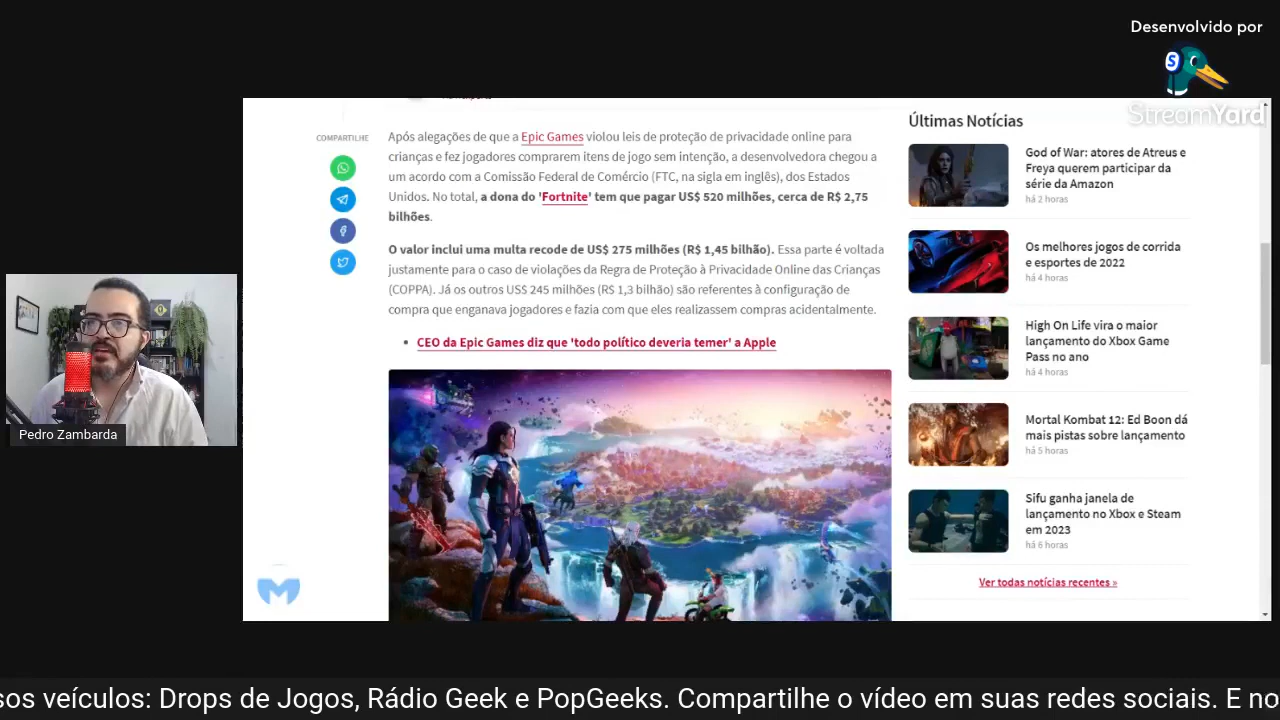 Desenvolvido por
StreamYard
COMPARTILHE
Após alegações de que a Epic Games violou leis de proteção de privacidade online para
crianças e fez jogadores comprarem itens de jogo sem intenção, a desenvolvedora chegou a
um acordo com a Comissão Federal de Comércio (FTC, na sigla em inglês), dos Estados
Unidos. No total, a dona do 'Fortnite' tem que pagar US$ 520 milhões, cerca de R$ 2,75
bilhões.
O valor inclui uma multa recode de US$ 275 milhões (R$ 1,45 bilhão). Essa parte é voltada
justamente para o caso de violações da Regra de Proteção à Privacidade Online das Crianças
(COPPA). Já os outros US$ 245 milhões (R$ 1,3 bilhão) são referentes à configuração de
compra que enganava jogadores e fazia com que eles realizassem compras acidentalmente.
CEO da Epic Games diz que 'todo político deveria temer' a Apple
Últimas Notícias
God of War: atores de Atreus e
Freya querem participar da
série da Amazon
há 2 horas
Os melhores jogos de corrida
e esportes de 2022
há 4 horas
High On Life vira o maior
lançamento do Xbox Game
Pass no ano
há 4 horas
Mortal Kombat 12: Ed Boon dá
mais pistas sobre lançamento
há 5 horas
Sifu ganha janela de
lançamento no Xbox e Steam
em 2023
há 6 horas
Ver todas notícias recentes »
Pedro Zambarda
sos veículos: Drops de Jogos, Rádio Geek e PopGeeks. Compartilhe o vídeo em suas redes sociais. E no